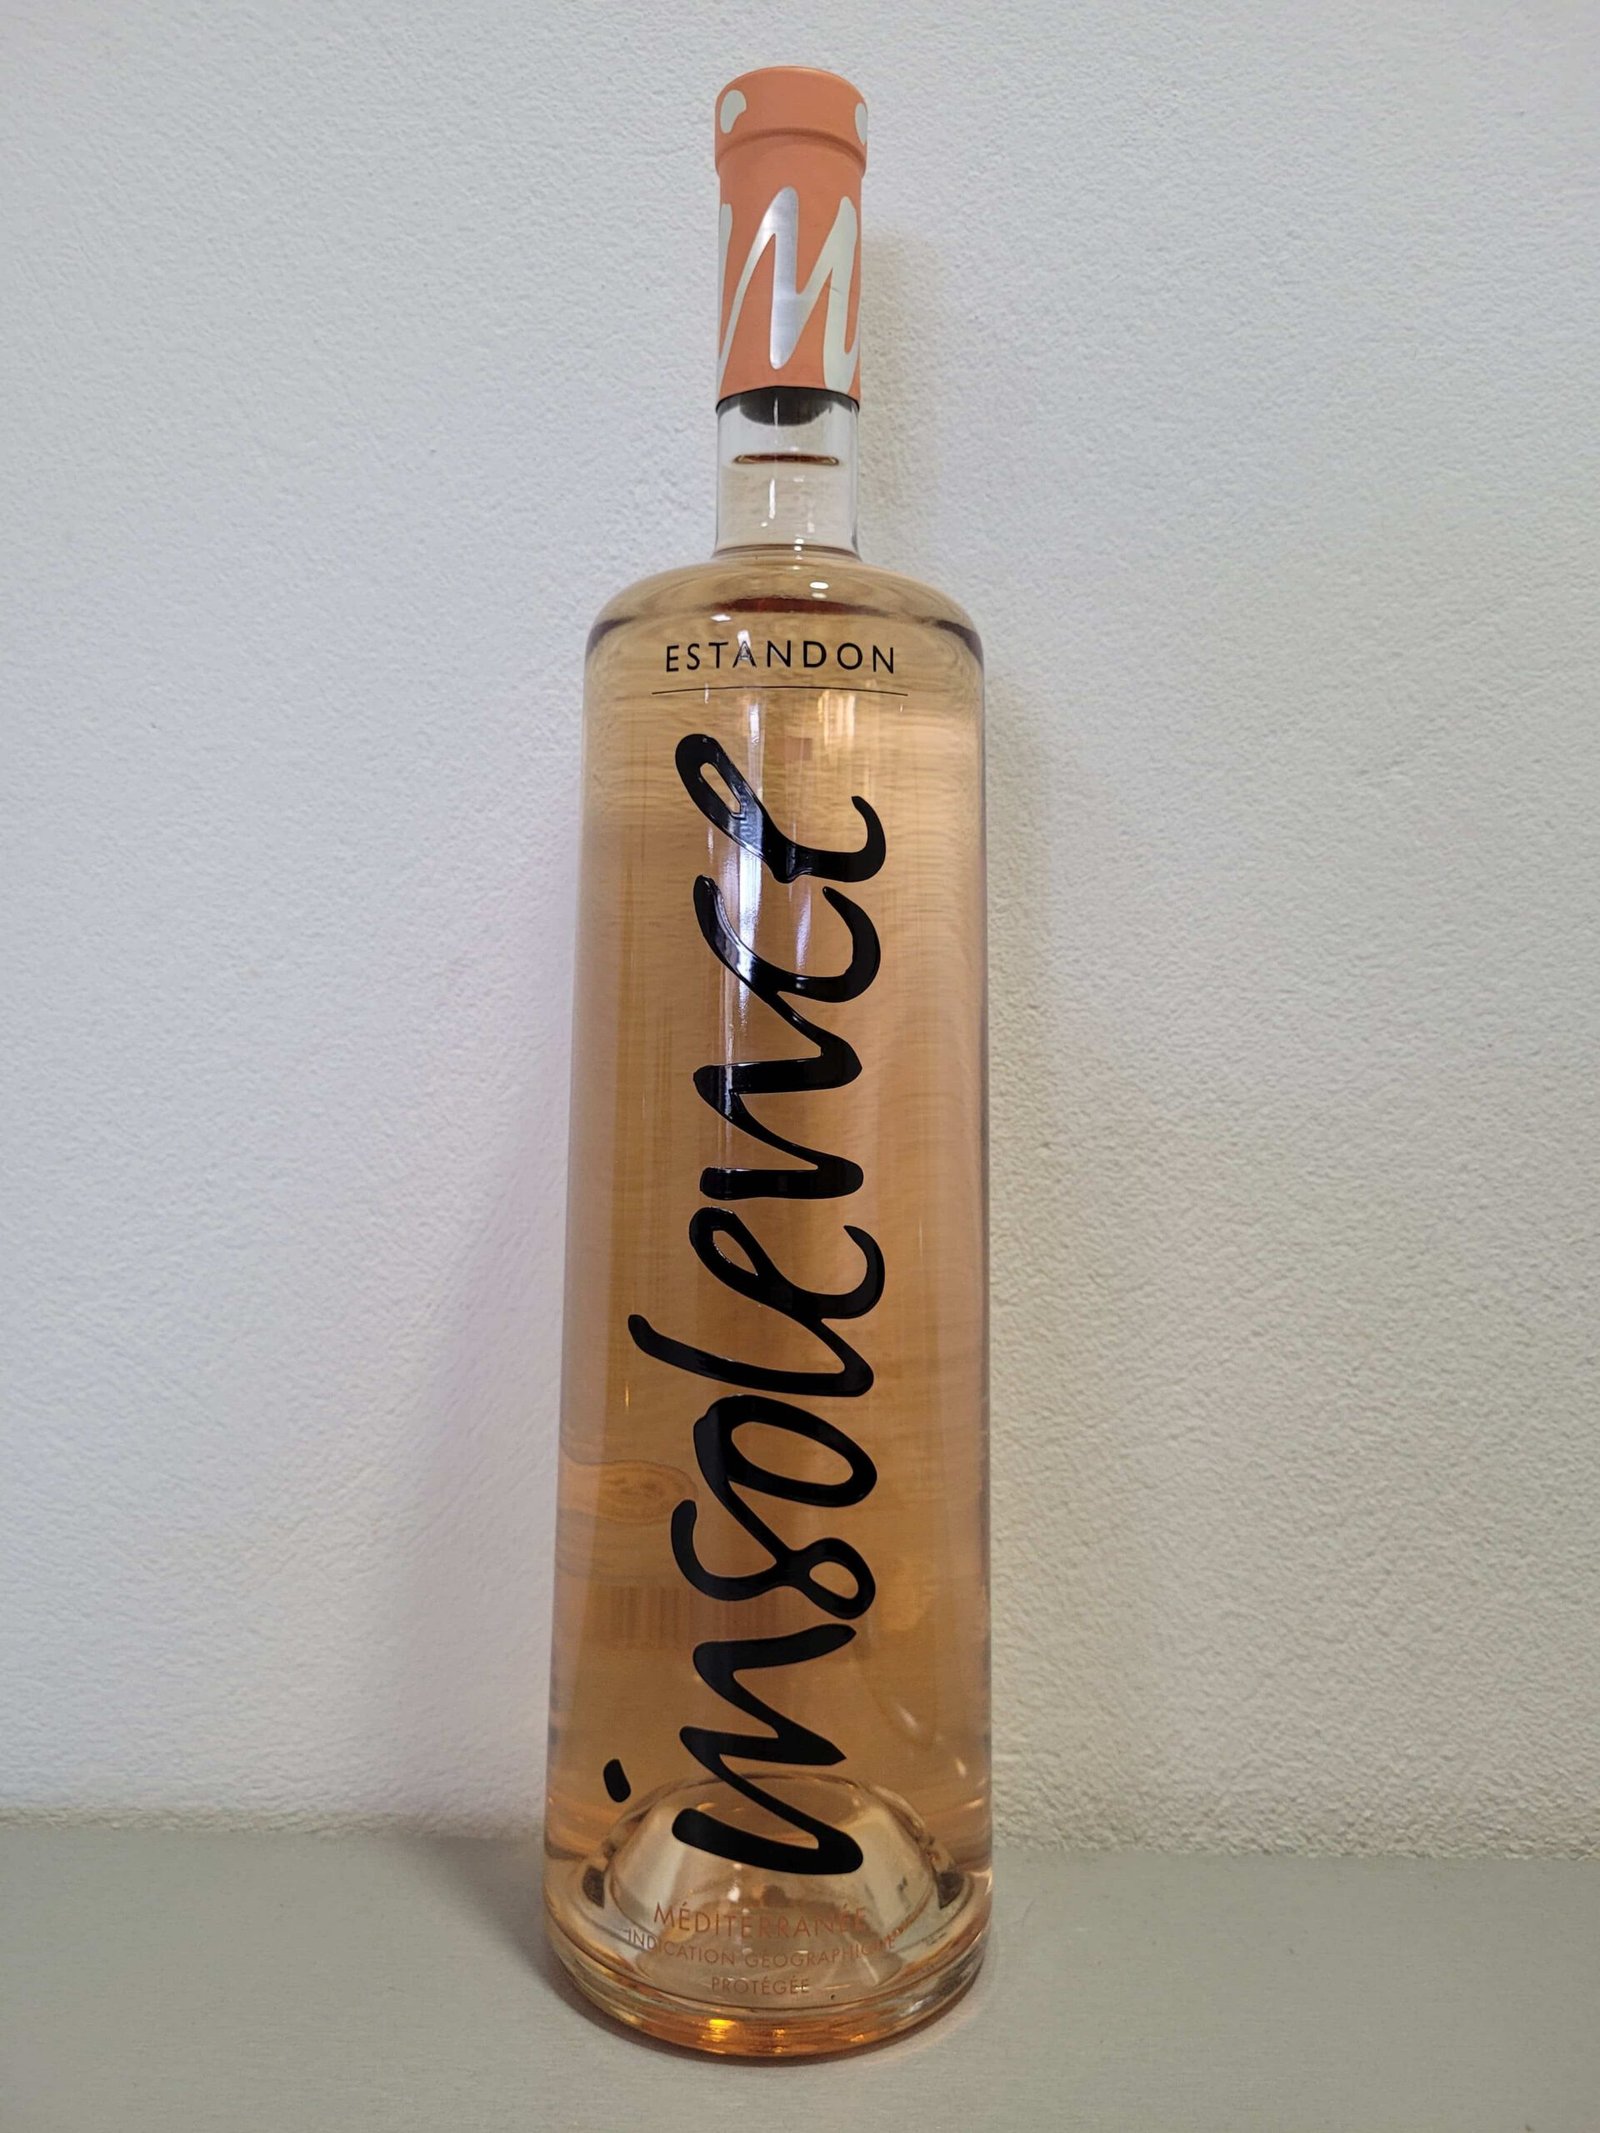 ESTANDON
insolence
MÉDITERRANÉE
INDICATION GÉOGRAPHIQUE
PROTÉGÉE